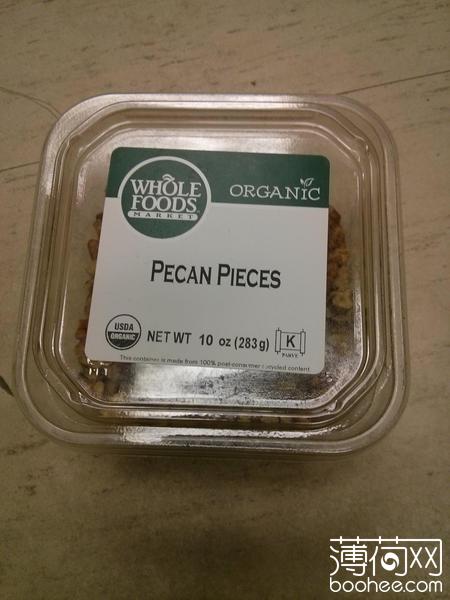 WHOLE
FOODS
MARKET
ORGANIC
PECAN PIECES
USDA
ORGANIC
NET WT 10 oz (283g)
K
PARVE
This container is made from 100% post-consumer recycled content
薄荷网
boohee.com